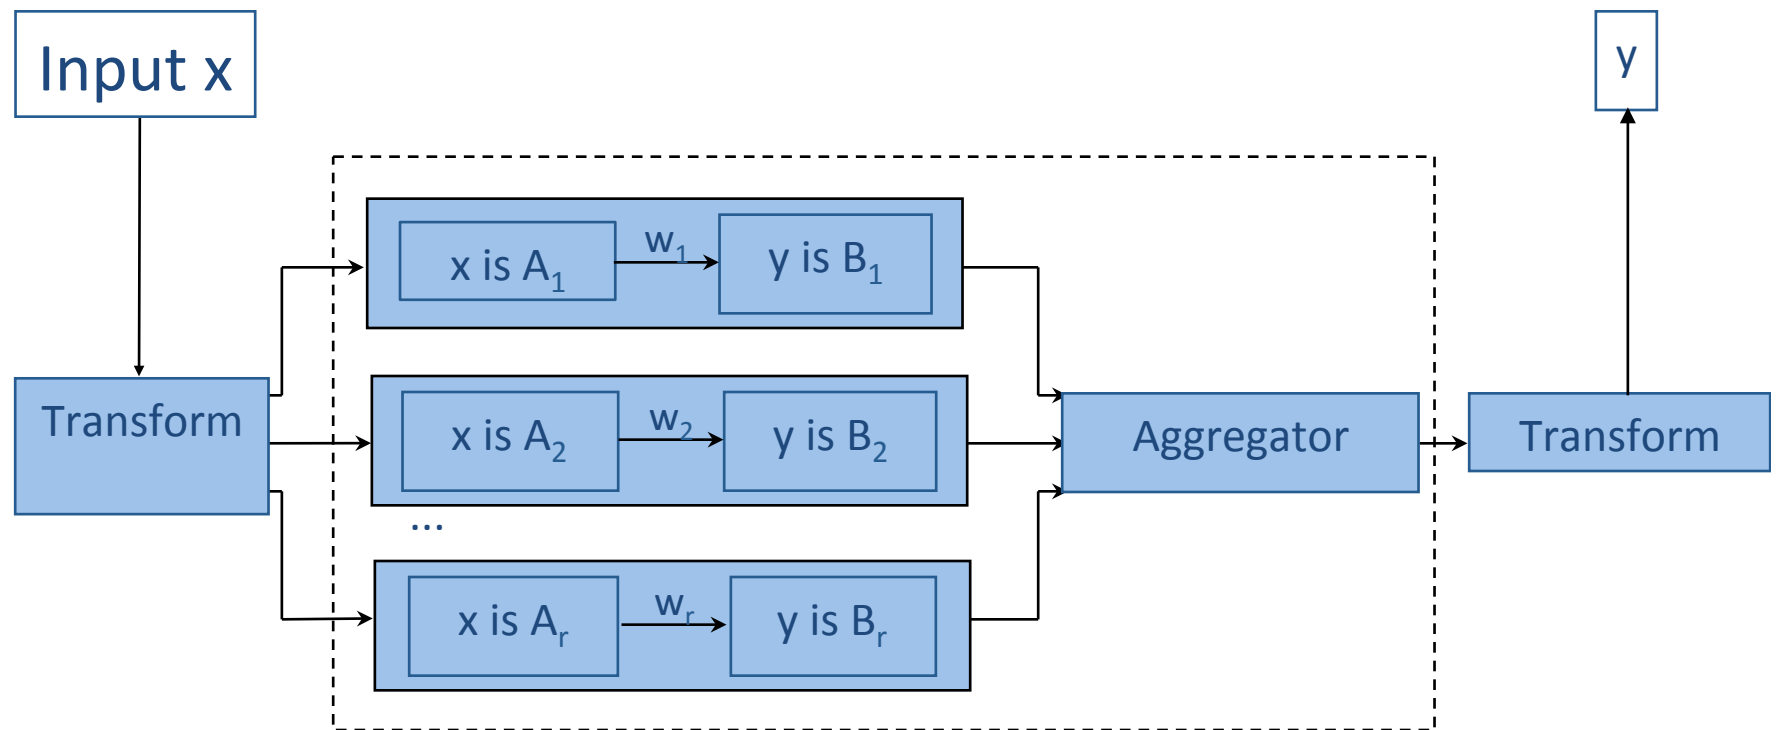 Input x
y
w₁
x is A₁
y is B₁
Transform
w₂
x is A₂
y is B₂
Aggregator
Transform
...
wᵣ
x is Aᵣ
y is Bᵣ